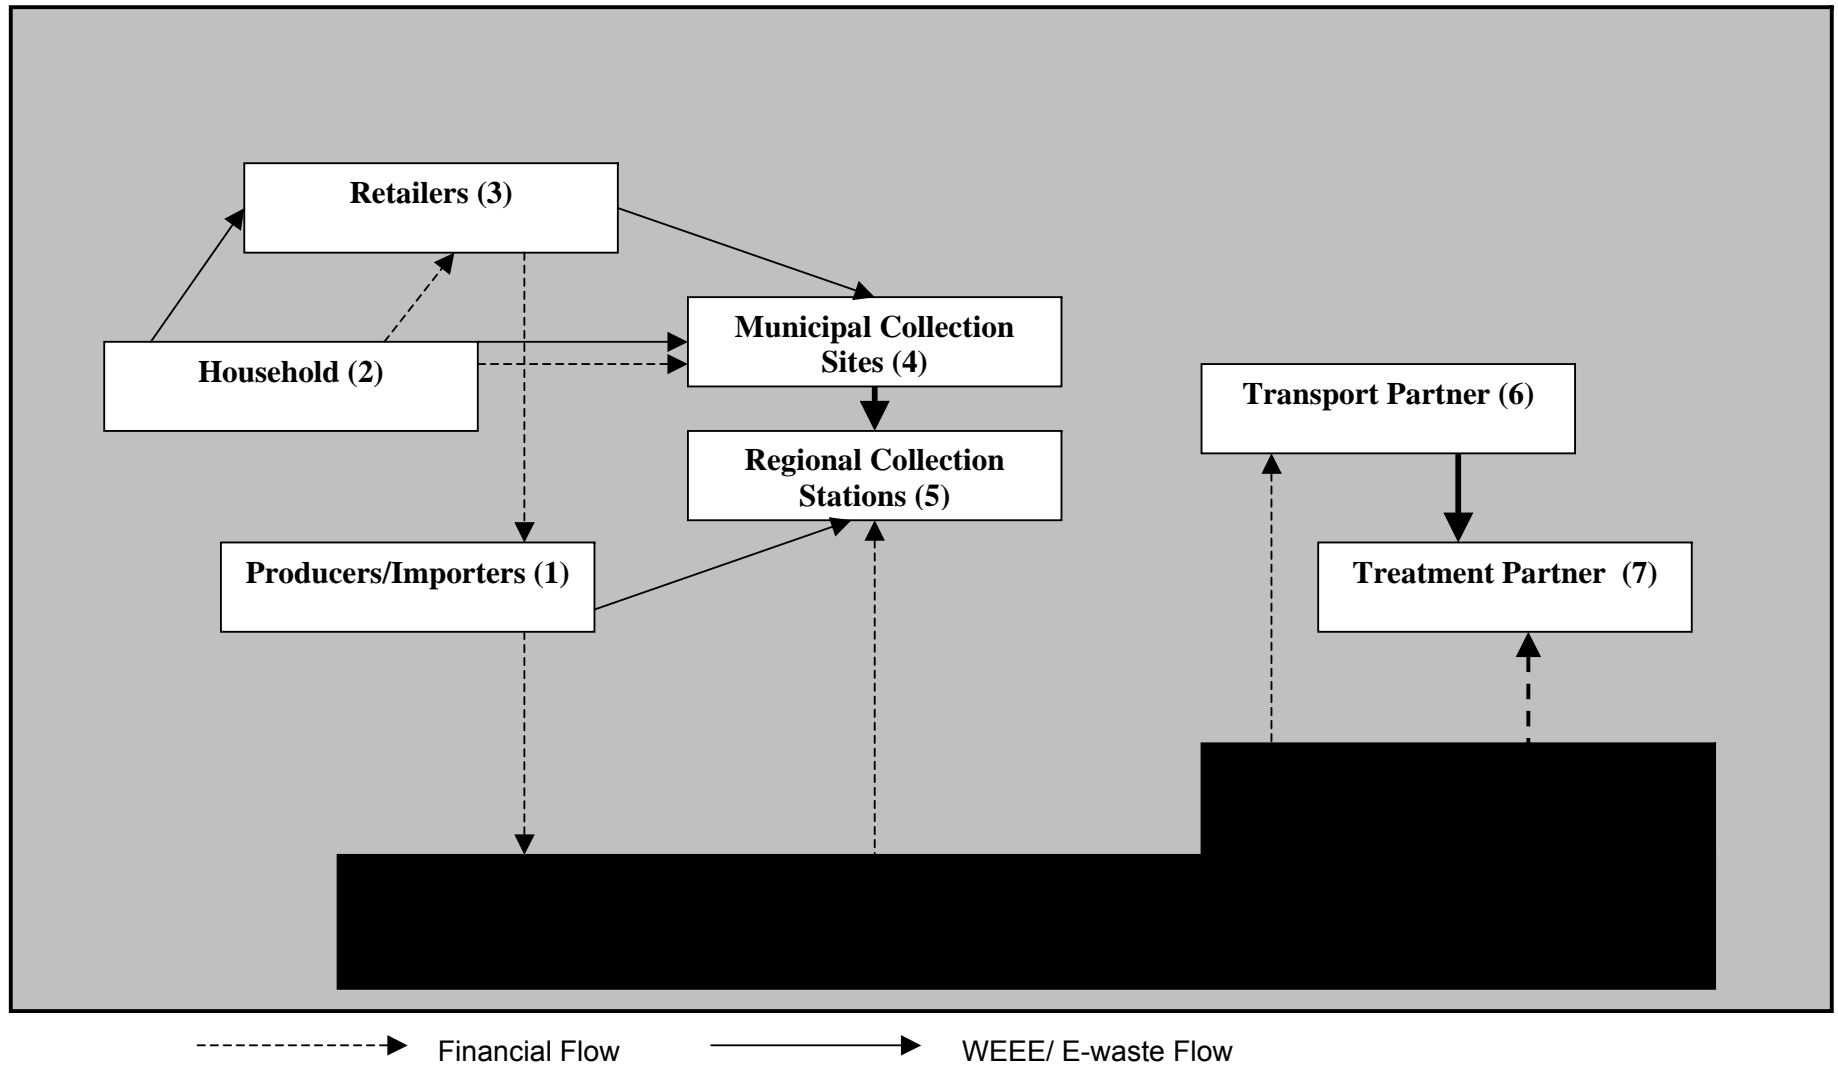 Retailers (3)
Municipal Collection
Sites (4)
Household (2)
Transport Partner (6)
Regional Collection
Stations (5)
Producers/Importers (1)
Treatment Partner (7)
Financial Flow
WEEE/ E-waste Flow